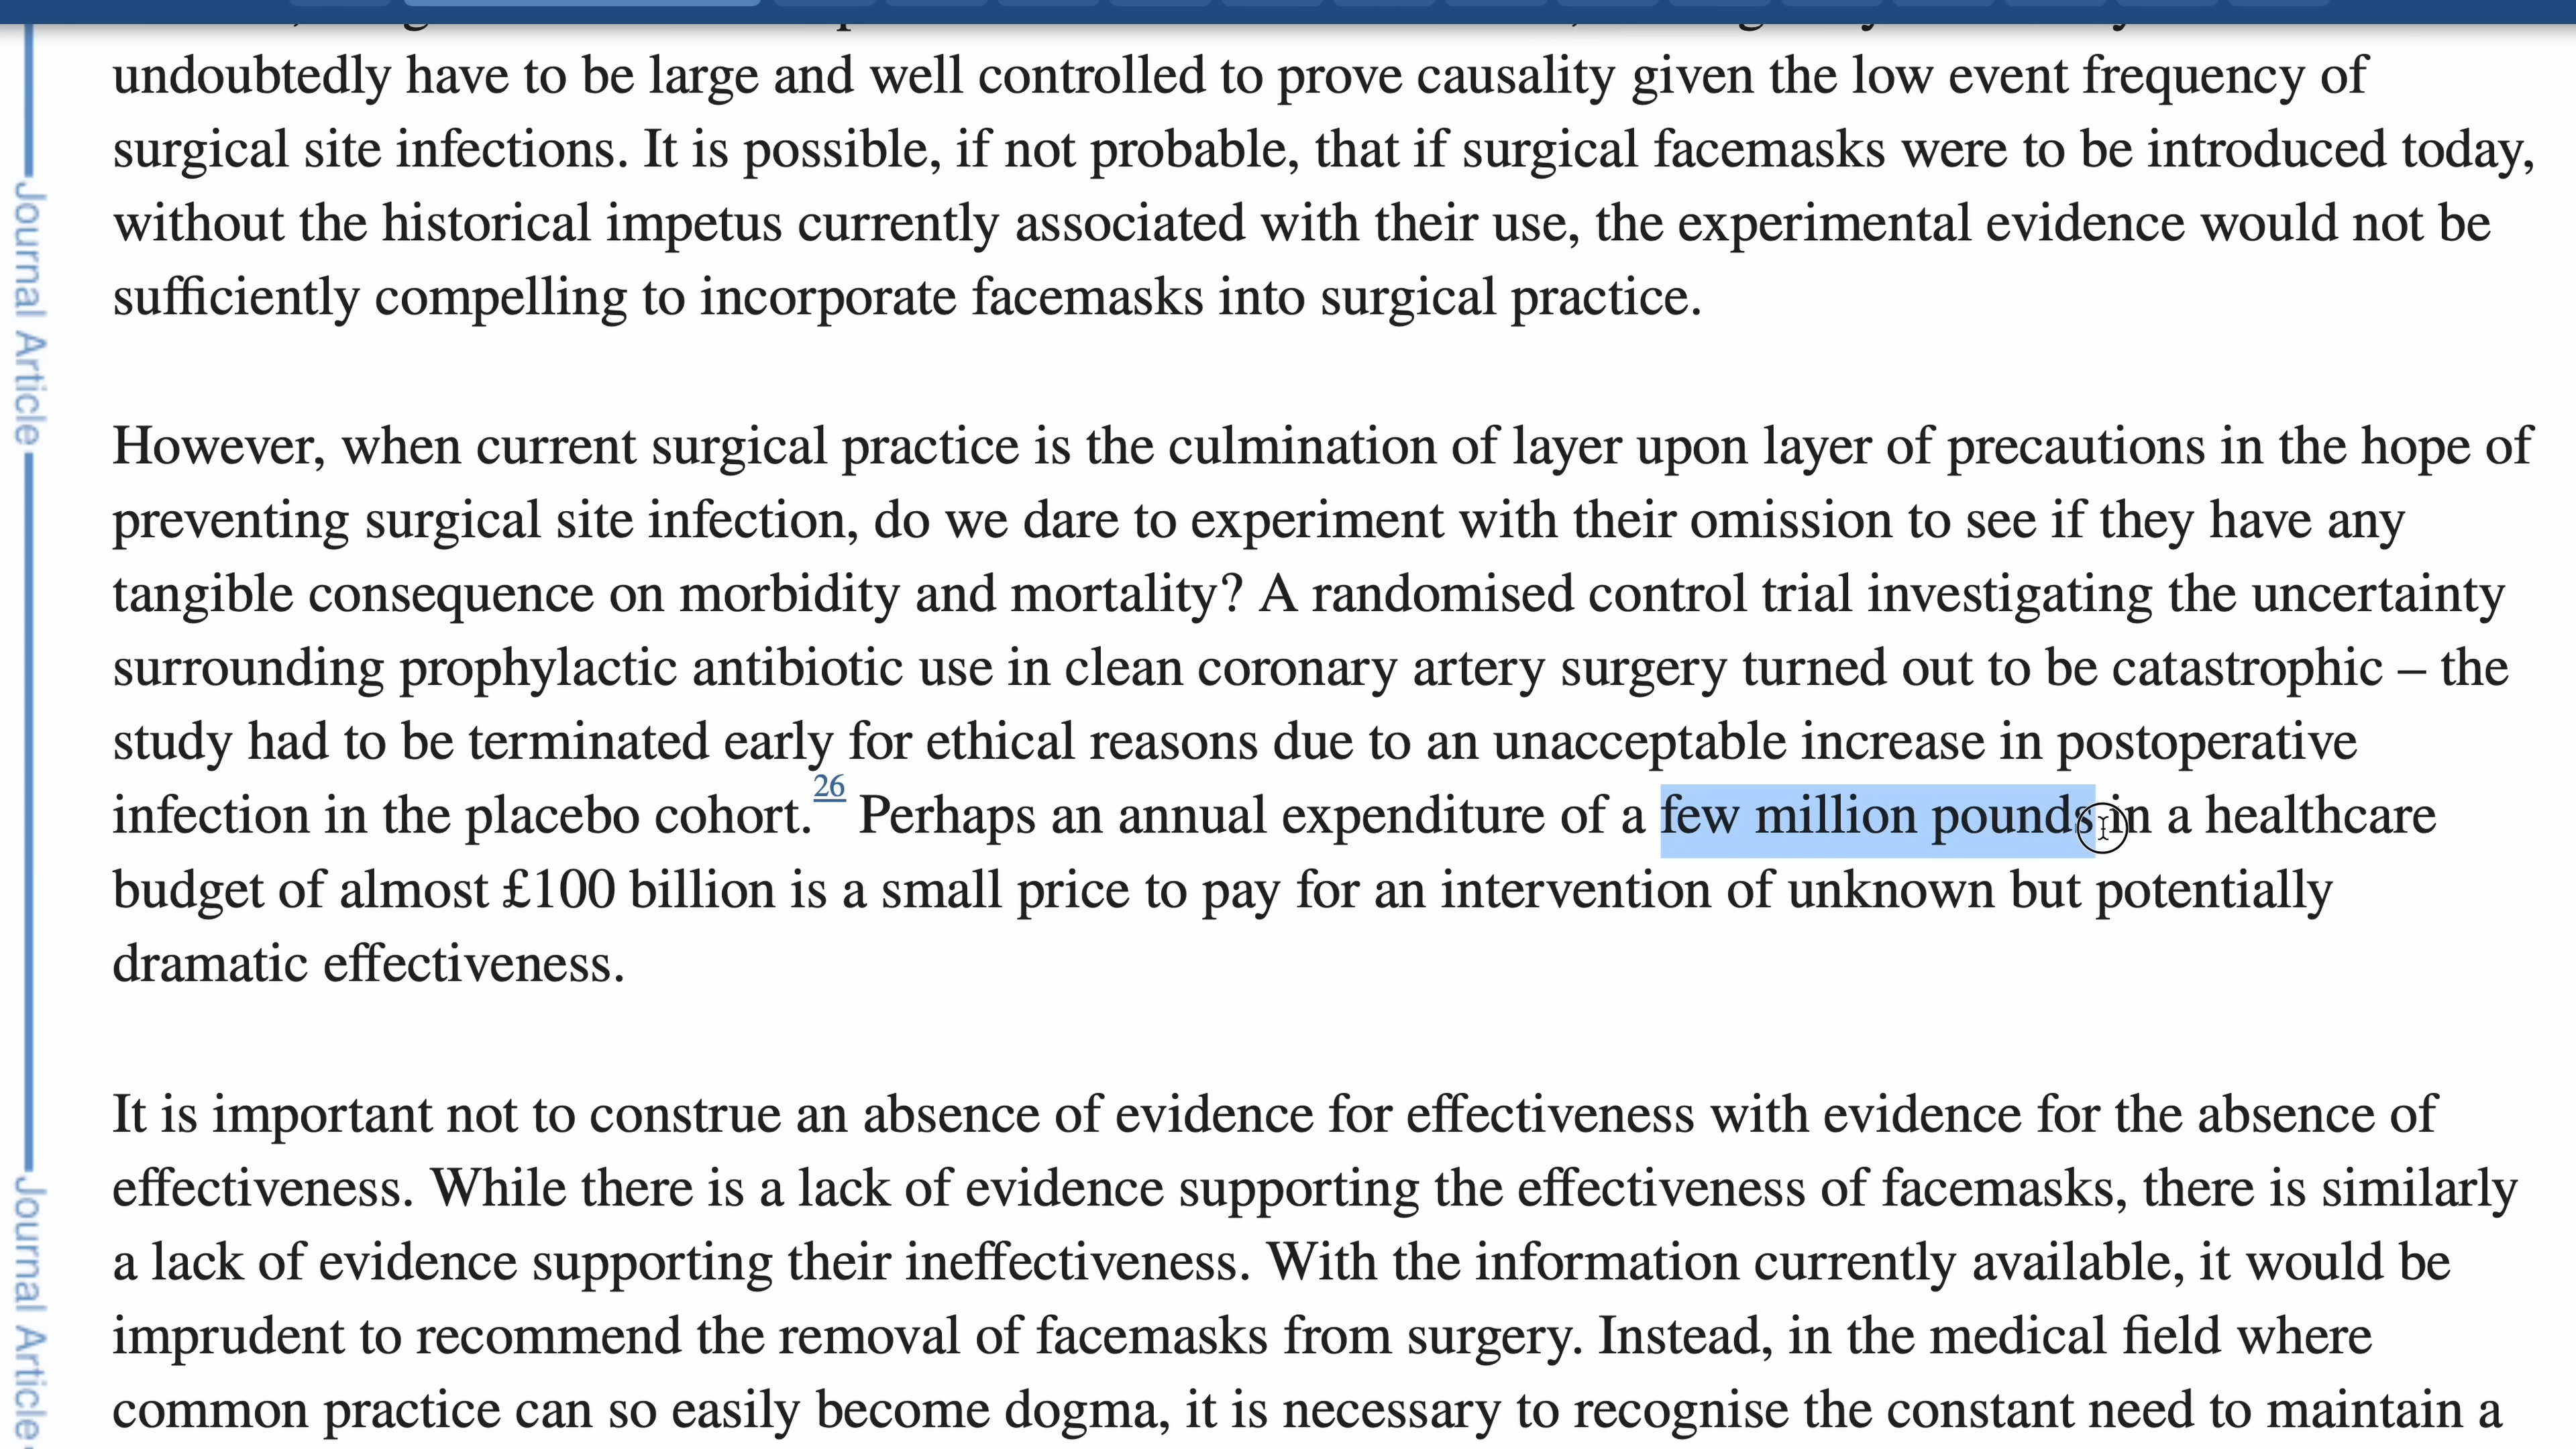 undoubtedly have to be large and well controlled to prove causality given the low event frequency of
surgical site infections. It is possible, if not probable, that if surgical facemasks were to be introduced today,
without the historical impetus currently associated with their use, the experimental evidence would not be
sufficiently compelling to incorporate facemasks into surgical practice.
However, when current surgical practice is the culmination of layer upon layer of precautions in the hope of
preventing surgical site infection, do we dare to experiment with their omission to see if they have any
tangible consequence on morbidity and mortality? A randomised control trial investigating the uncertainty
surrounding prophylactic antibiotic use in clean coronary artery surgery turned out to be catastrophic – the
study had to be terminated early for ethical reasons due to an unacceptable increase in postoperative
infection in the placebo cohort.26 Perhaps an annual expenditure of a few million pounds in a healthcare
budget of almost £100 billion is a small price to pay for an intervention of unknown but potentially
dramatic effectiveness.
It is important not to construe an absence of evidence for effectiveness with evidence for the absence of
effectiveness. While there is a lack of evidence supporting the effectiveness of facemasks, there is similarly
a lack of evidence supporting their ineffectiveness. With the information currently available, it would be
imprudent to recommend the removal of facemasks from surgery. Instead, in the medical field where
common practice can so easily become dogma, it is necessary to recognise the constant need to maintain a
Journal Article
Journal Article